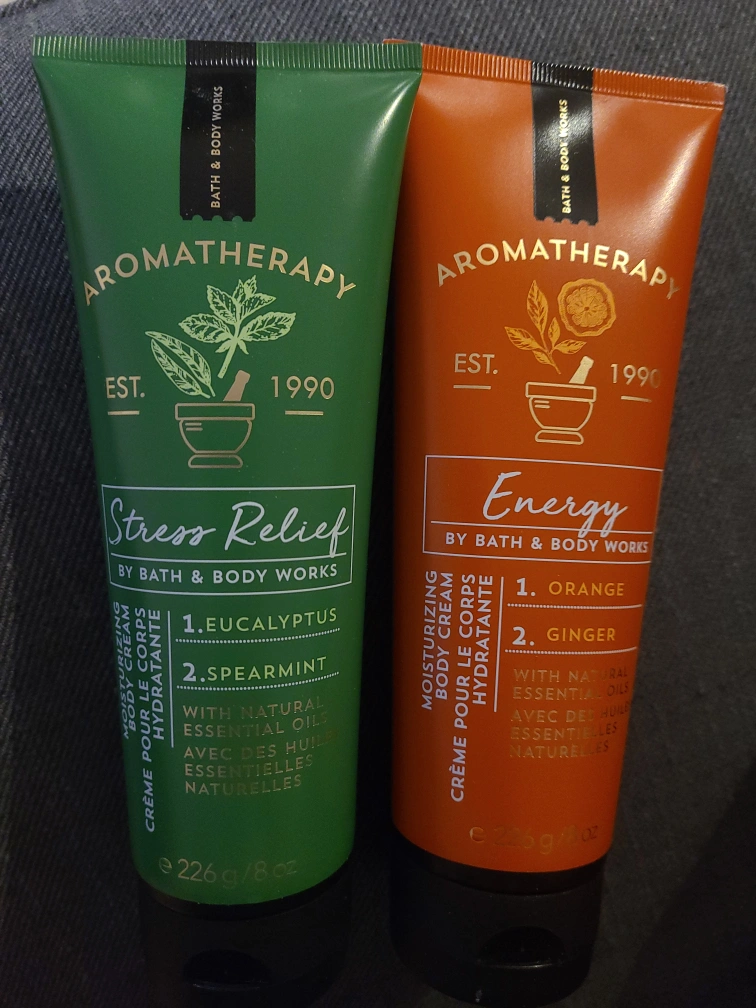 BATH & BODY WORKS
AROMATHERAPY
EST. 1990
Stress Relief
BY BATH & BODY WORKS
MOISTURIZING
BODY CREAM
CRÈME POUR LE CORPS
HYDRATANTE
1. EUCALYPTUS
2. SPEARMINT
WITH NATURAL
ESSENTIAL OILS
AVEC DES HUILES
ESSENTIELLES
NATURELLES
e 226 g / 8 oz
BATH & BODY WORKS
AROMATHERAPY
EST. 1990
Energy
BY BATH & BODY WORKS
MOISTURIZING
BODY CREAM
CRÈME POUR LE CORPS
HYDRATANTE
1. ORANGE
2. GINGER
WITH NATURAL
ESSENTIAL OILS
AVEC DES HUILES
ESSENTIELLES
NATURELLES
e 226 g / 8 oz